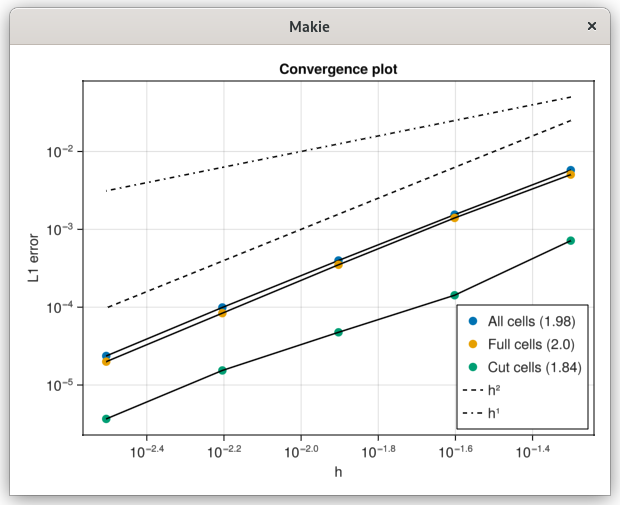 Makie
×
Convergence plot
10⁻²
10⁻³
10⁻⁴
10⁻⁵
L1 error
All cells (1.98)
Full cells (2.0)
Cut cells (1.84)
h²
h¹
10⁻²·⁴ 10⁻²·² 10⁻²·⁰ 10⁻¹·⁸ 10⁻¹·⁶ 10⁻¹·⁴
h